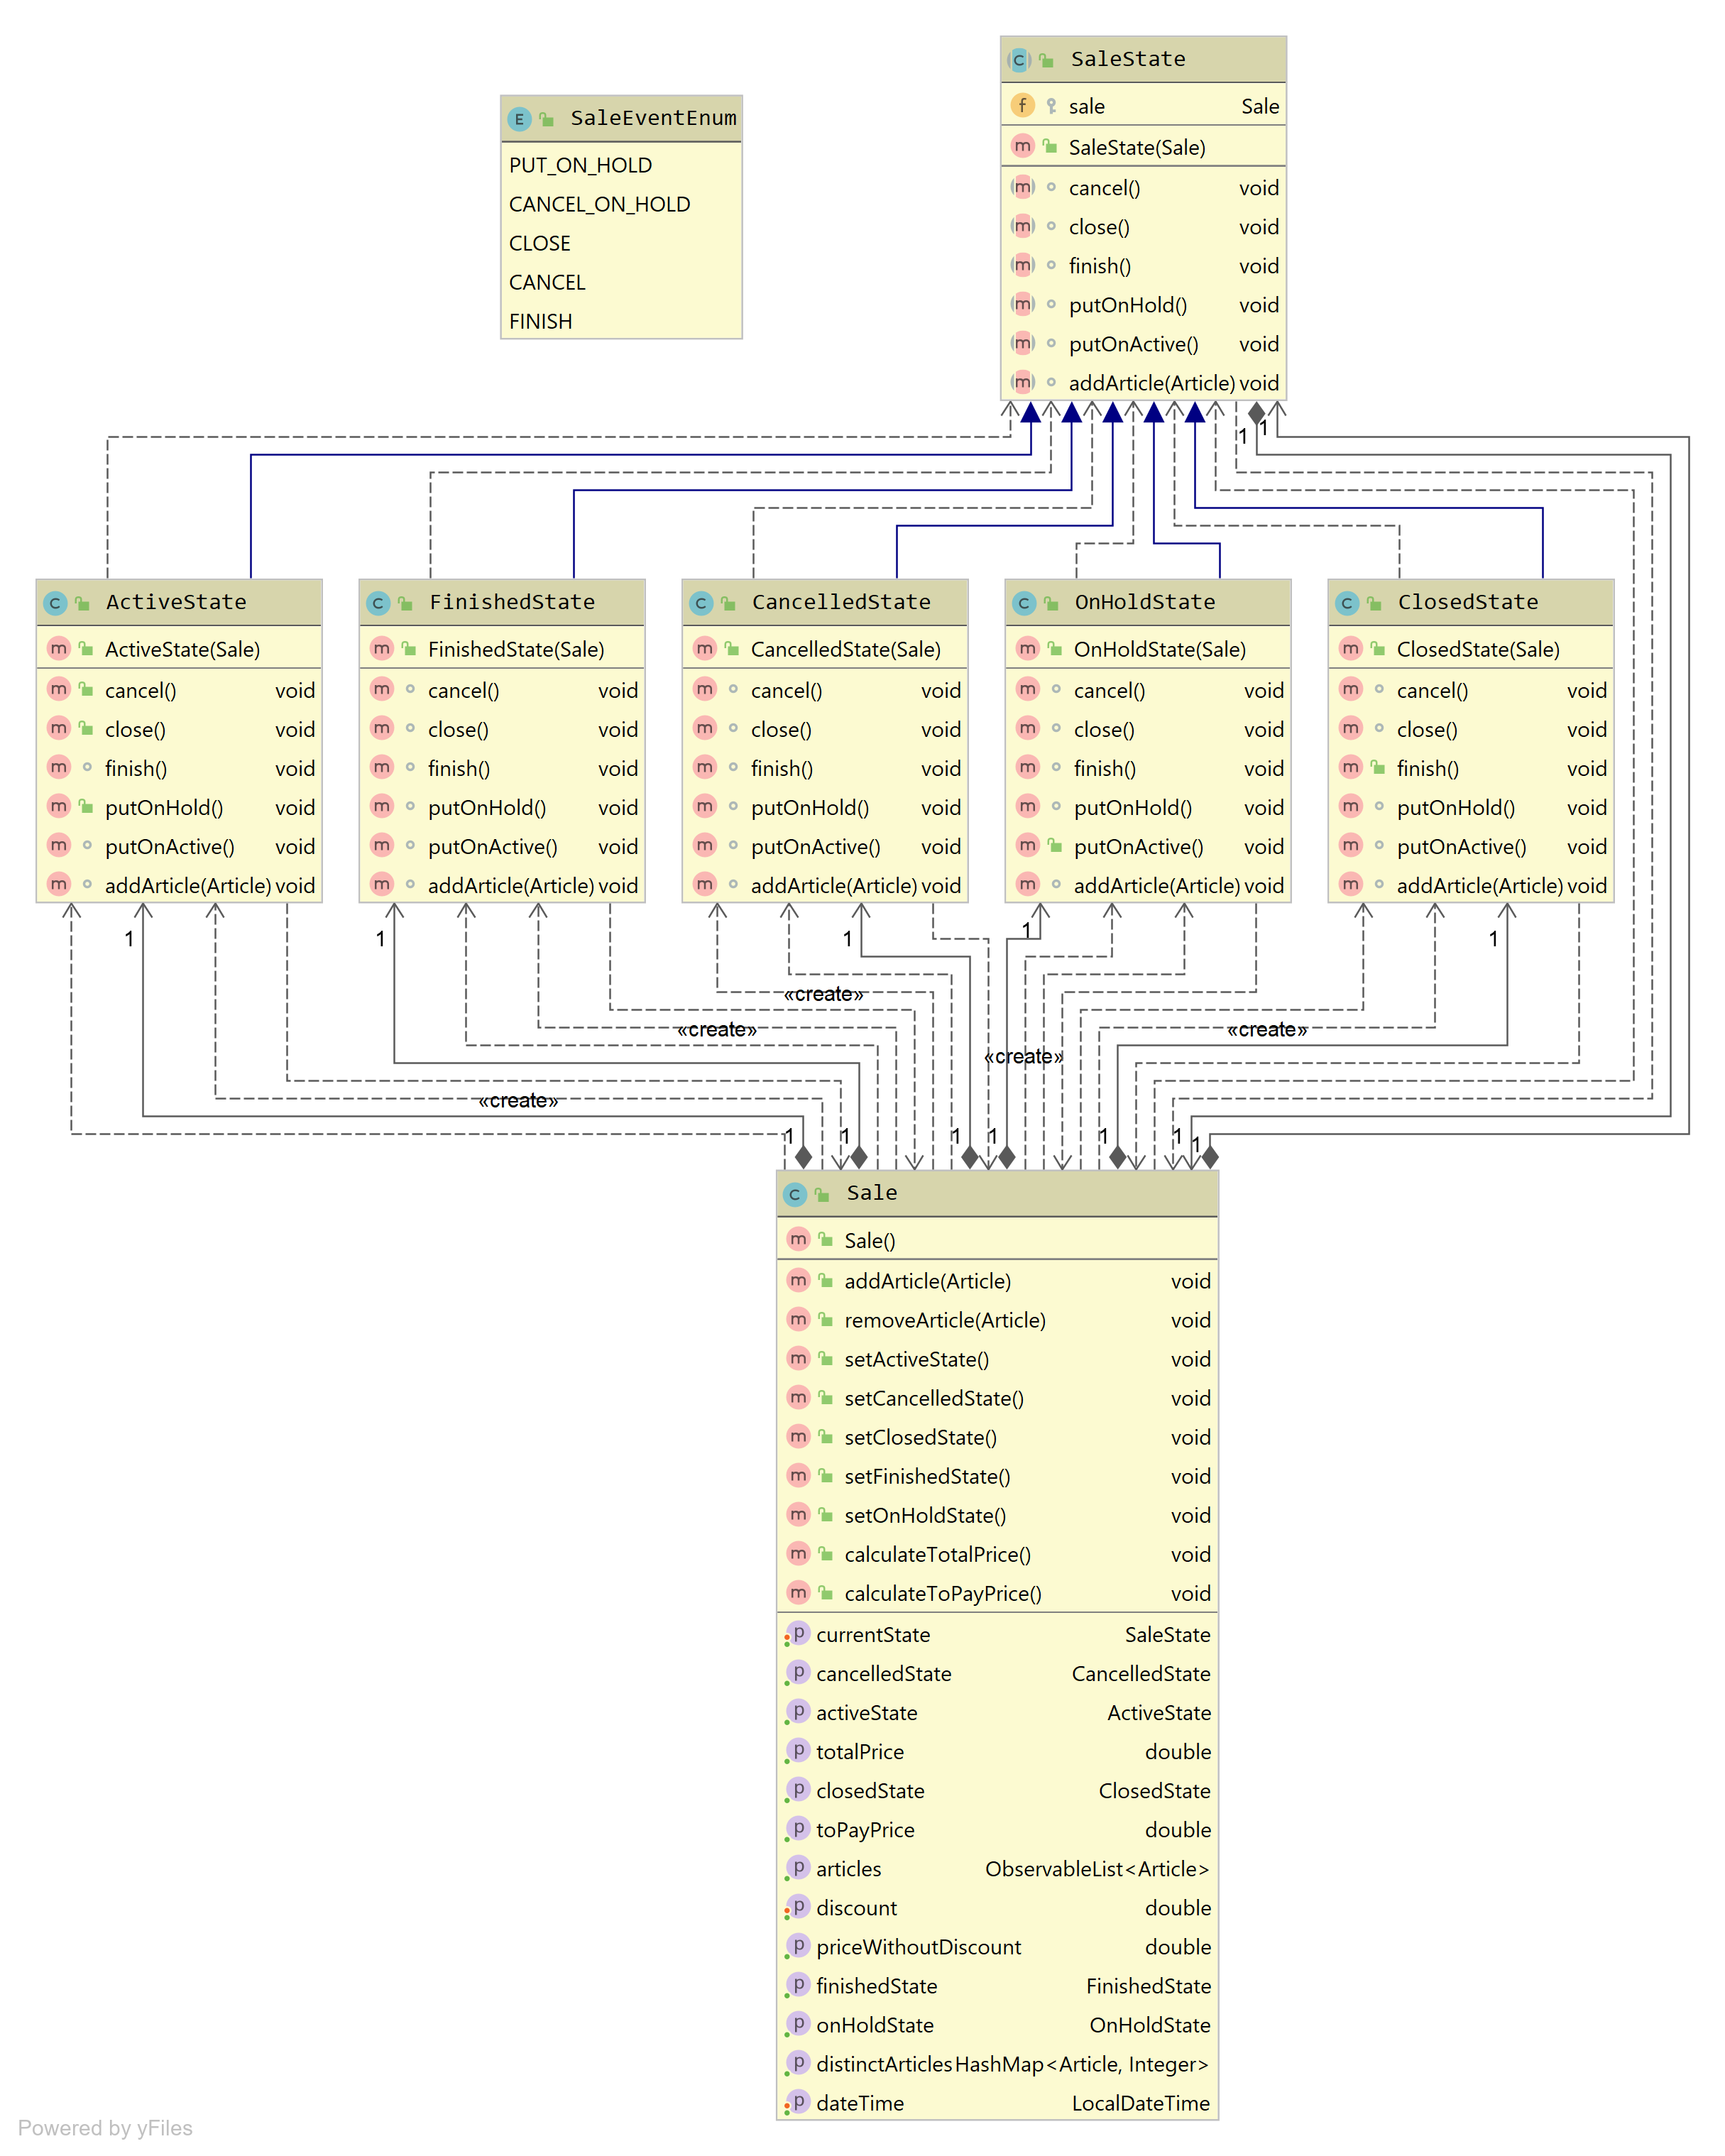 SaleState
sale Sale
SaleState(Sale)
cancel() void
close() void
finish() void
putOnHold() void
putOnActive() void
addArticle(Article) void
SaleEventEnum
PUT_ON_HOLD
CANCEL_ON_HOLD
CLOSE
CANCEL
FINISH
1 1
ActiveState
ActiveState(Sale)
cancel() void
close() void
finish() void
putOnHold() void
putOnActive() void
addArticle(Article) void
FinishedState
FinishedState(Sale)
cancel() void
close() void
finish() void
putOnHold() void
putOnActive() void
addArticle(Article) void
CancelledState
CancelledState(Sale)
cancel() void
close() void
finish() void
putOnHold() void
putOnActive() void
addArticle(Article) void
OnHoldState
OnHoldState(Sale)
cancel() void
close() void
finish() void
putOnHold() void
putOnActive() void
addArticle(Article) void
ClosedState
ClosedState(Sale)
cancel() void
close() void
finish() void
putOnHold() void
putOnActive() void
addArticle(Article) void
1 1 1 1 1
«create»
«create» «create»
«create»
«create»
1 1 1 1 1 1 1
Sale
Sale()
addArticle(Article) void
removeArticle(Article) void
setActiveState() void
setCancelledState() void
setClosedState() void
setFinishedState() void
setOnHoldState() void
calculateTotalPrice() void
calculateToPayPrice() void
currentState SaleState
cancelledState CancelledState
activeState ActiveState
totalPrice double
closedState ClosedState
toPayPrice double
articles ObservableList<Article>
discount double
priceWithoutDiscount double
finishedState FinishedState
onHoldState OnHoldState
distinctArticles HashMap<Article, Integer>
dateTime LocalDateTime
Powered by yFiles